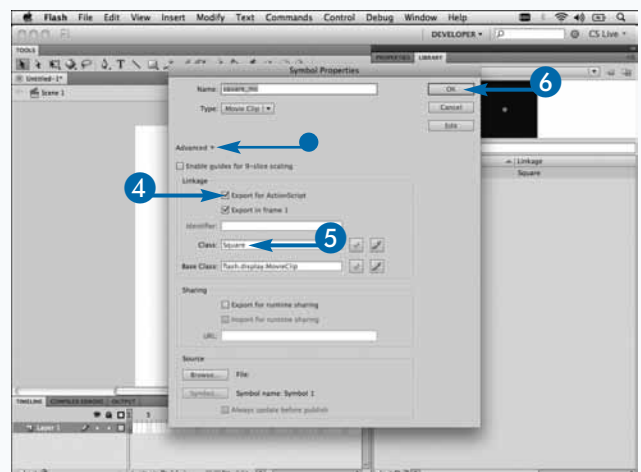 Flash File Edit View Insert Modify Text Commands Control Debug Window Help
DEVELOPER
CS Live
TOOLS
PROPERTIES LIBRARY
Untitled-1*
Scene 1
Symbol Properties
Name: square_mc
OK
6
Type: Movie Clip
Cancel
Edit
Advanced
Enable guides for 9-slice scaling
Linkage
Linkage
Square
4
Export for ActionScript
Export in frame 1
Identifier:
Class: Square
5
Base Class: flash.display.MovieClip
Sharing
Export for runtime sharing
Import for runtime sharing
URL:
Source
Browse... File:
Symbol... Symbol name: Symbol 1
Always update before publish
TIMELINE COMPILER ERRORS OUTPUT
Layer 1